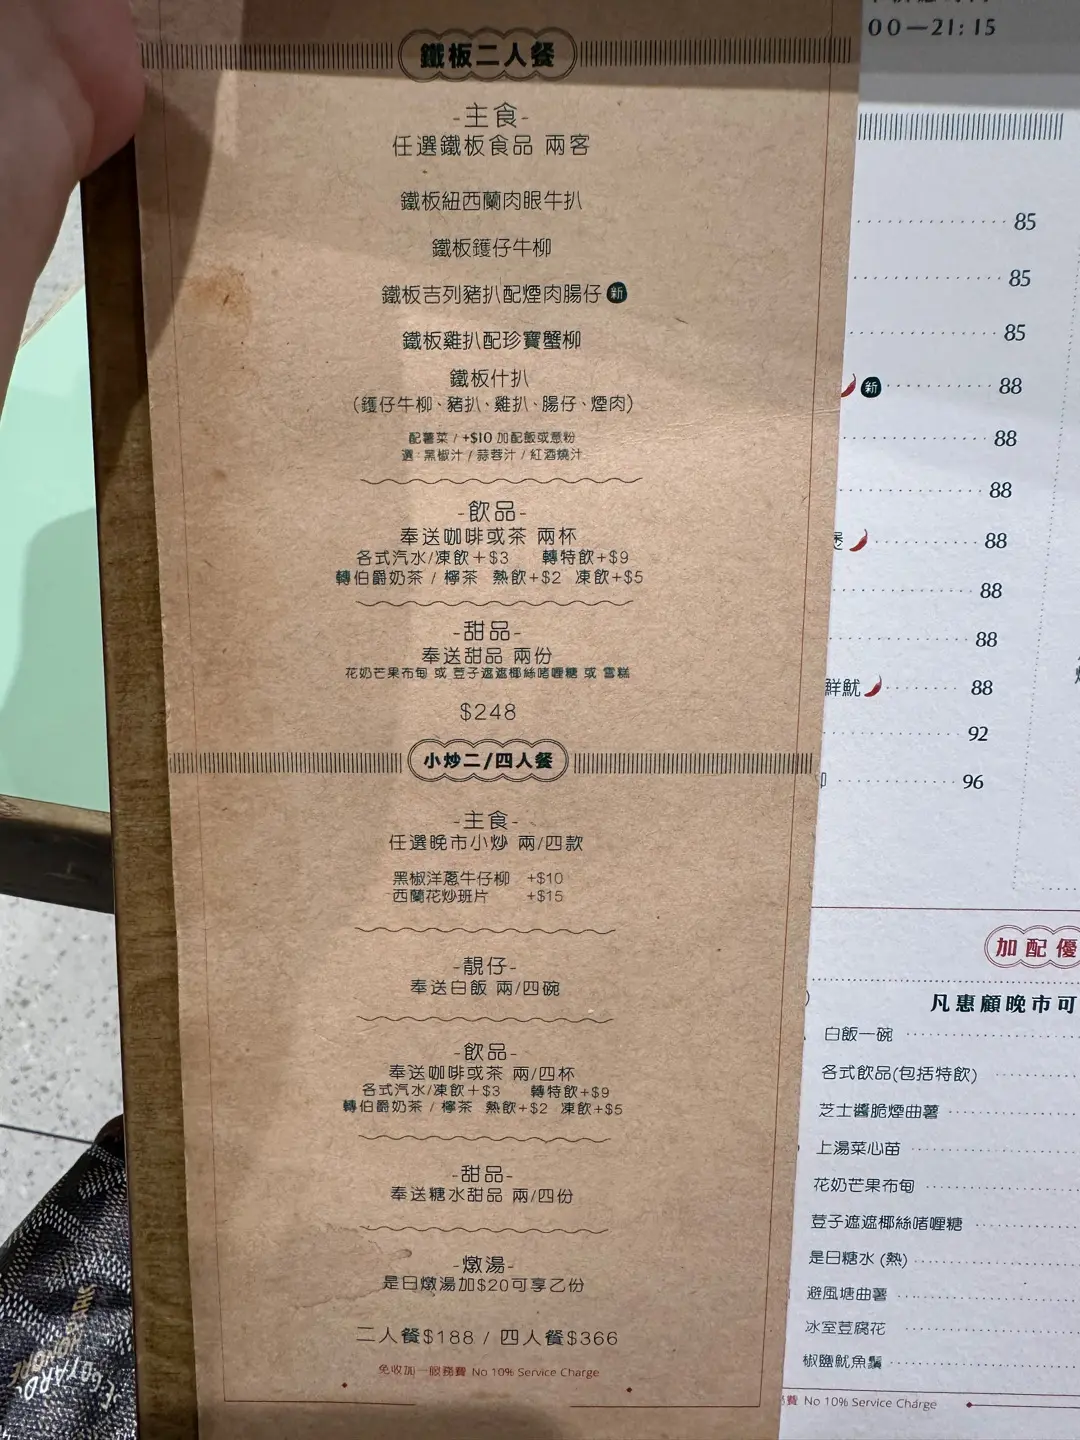 鐵板二人餐
-主食-
任選鐵板食品 兩客
鐵板紐西蘭肉眼牛扒
鐵板鑊仔牛柳
鐵板吉列豬扒配煙肉腸仔 新
鐵板雞扒配珍寶蟹柳
鐵板什扒
(鑊仔牛柳、豬扒、雞扒、腸仔、煙肉)
配薯菜 / +$10 加配飯或意粉
選:黑椒汁 / 蒜蓉汁 / 紅酒燒汁
-飲品-
奉送咖啡或茶 兩杯
各式汽水/凍飲+$3 轉特飲+$9
轉伯爵奶茶 / 檸茶 熱飲+$2 凍飲+$5
-甜品-
奉送甜品 兩份
花奶芒果布甸 或 荳子遮遮椰絲啫喱糖 或 雪糕
$248
小炒二/四人餐
-主食-
任選晚市小炒 兩/四款
黑椒洋蔥牛仔柳 +$10
西蘭花炒班片 +$15
-靚仔-
奉送白飯 兩/四碗
-飲品-
奉送咖啡或茶 兩/四杯
各式汽水/凍飲+$3 轉特飲+$9
轉伯爵奶茶 / 檸茶 熱飲+$2 凍飲+$5
-甜品-
奉送糖水甜品 兩/四份
-燉湯-
是日燉湯加$20可享乙份
二人餐$188 / 四人餐$366
免收加一服務費 No 10% Service Charge
00—21:15
85
85
85
新 88
88
88
88
88
88
鮮魷 88
92
96
加配優
凡惠顧晚市可
白飯一碗
各式飲品(包括特飲)
芝士醬脆煙曲薯
上湯菜心苗
花奶芒果布甸
荳子遮遮椰絲啫喱糖
是日糖水 (熱)
避風塘曲薯
冰室荳腐花
椒鹽魷魚鬚
費 No 10% Service Charge